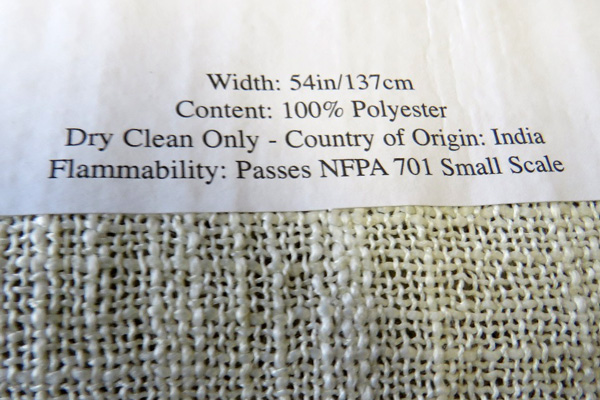 Width: 54in/137cm
Content: 100% Polyester
Dry Clean Only - Country of Origin: India
Flammability: Passes NFPA 701 Small Scale